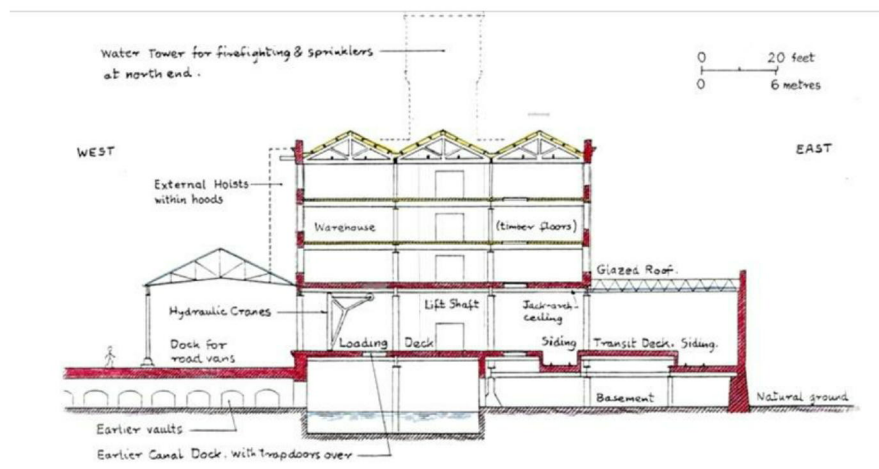 Water Tower for firefighting & sprinklers
at north end.
0 20 feet
0 6 metres
WEST
EAST
External Hoists
within hoods
Warehouse
(timber floors)
Glazed Roof.
Hydraulic Cranes
Lift Shaft
Jack-arch
ceiling
Dock for
road vans
Loading Deck
Siding
Transit Deck.
Siding.
Basement
Natural ground
Earlier vaults
Earlier Canal Dock, with trapdoors over